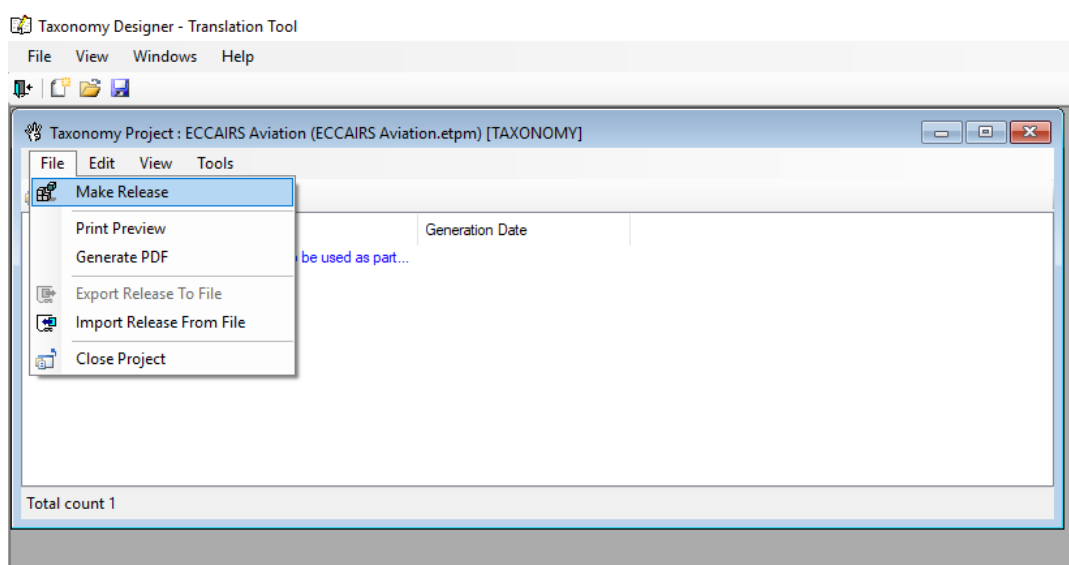 Taxonomy Designer - Translation Tool
File View Windows Help
Taxonomy Project : ECCAIRS Aviation (ECCAIRS Aviation.etpm) [TAXONOMY]
File Edit View Tools
Make Release
Print Preview
Generation Date
Generate PDF
be used as part...
Export Release To File
Import Release From File
Close Project
Total count 1